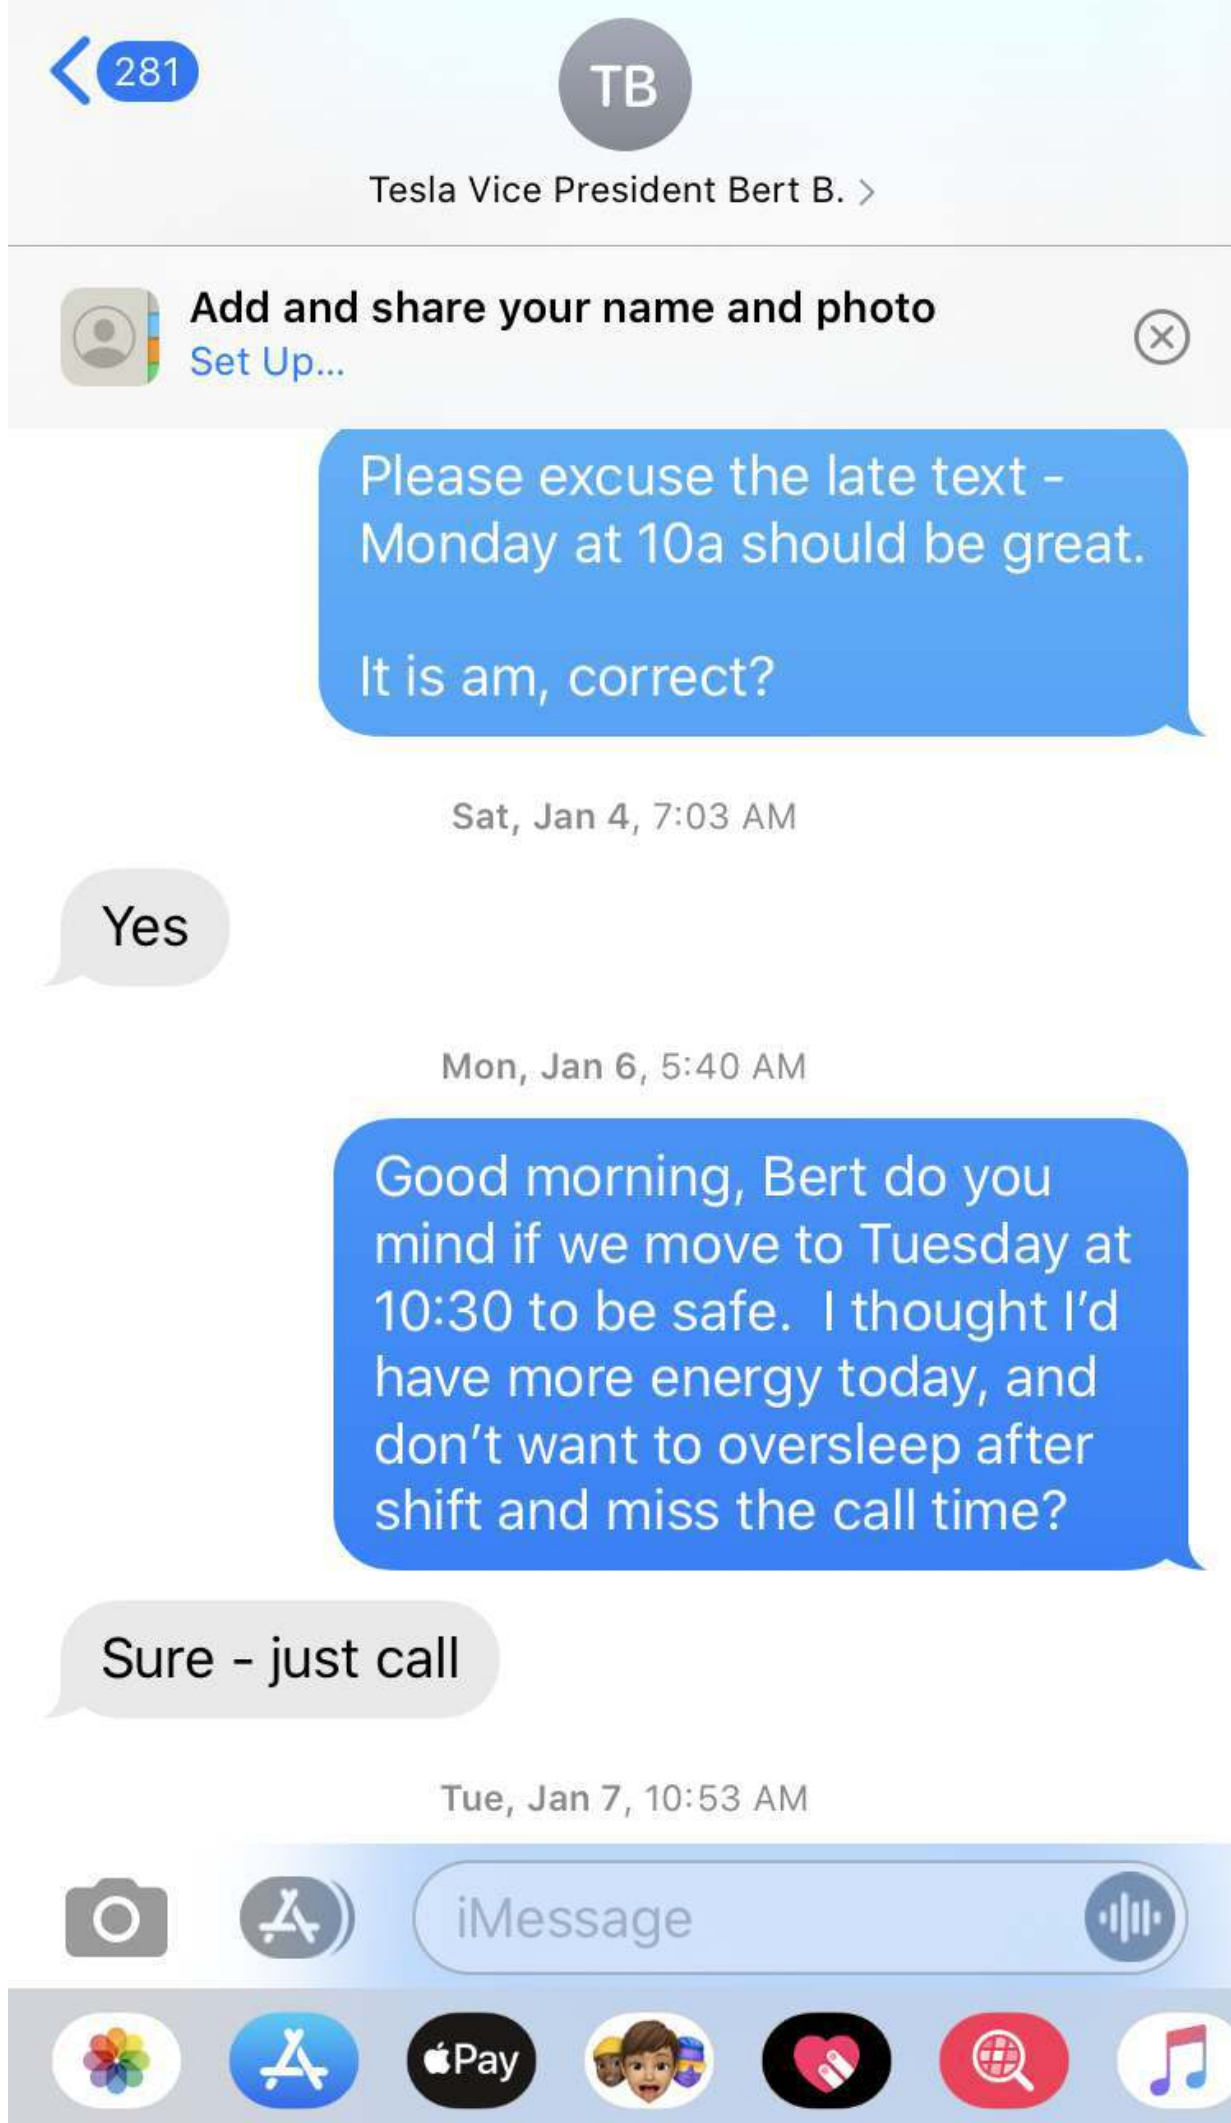 281
TB
Tesla Vice President Bert B.
Add and share your name and photo
Set Up...
Please excuse the late text -
Monday at 10a should be great.
It is am, correct?
Sat, Jan 4, 7:03 AM
Yes
Mon, Jan 6, 5:40 AM
Good morning, Bert do you
mind if we move to Tuesday at
10:30 to be safe.  I thought I’d
have more energy today, and
don’t want to oversleep after
shift and miss the call time?
Sure - just call
Tue, Jan 7, 10:53 AM
iMessage
Pay